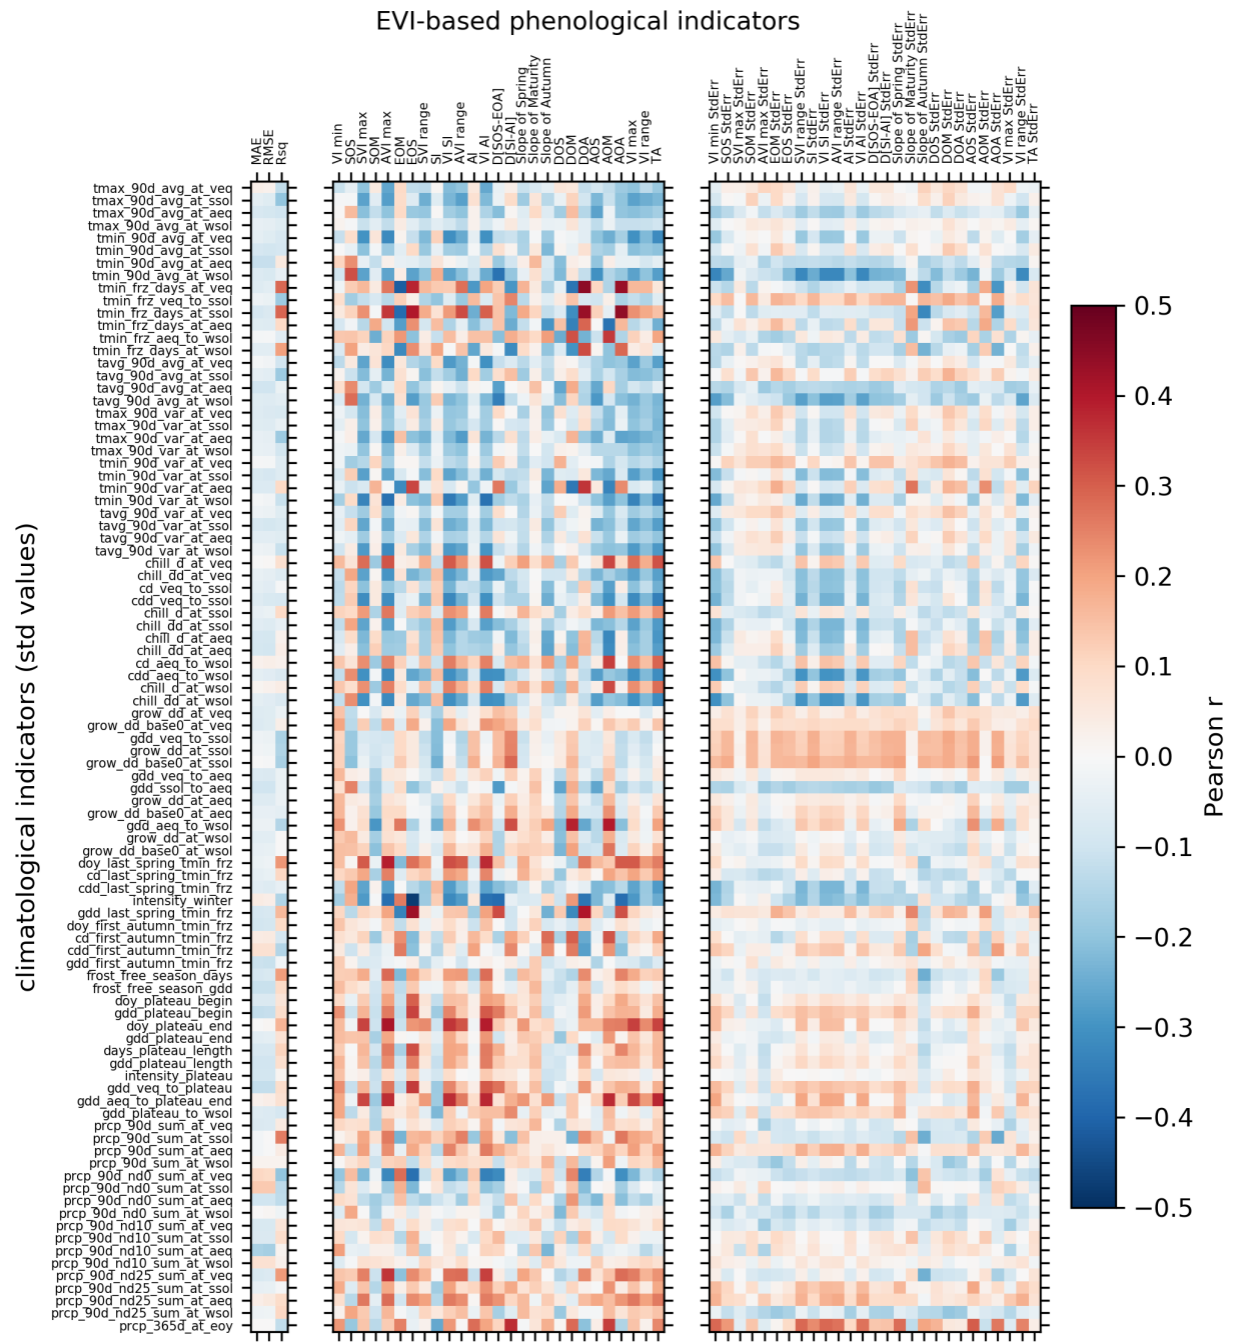 EVI-based phenological indicators
MAE
RMSE
Rsq
VI min
SOS
SVI max
SOM
AVI max
EOM
EOS
SVI range
SI
VI SI
AVI range
AI
VI AI
D[SOS-EOA]
D[SI-AI]
Slope of Spring
Slope of Maturity
Slope of Autumn
DOS
DOM
DOA
AOS
AOM
AOA
VI max
VI range
TA
VI min StdErr
SOS StdErr
SVI max StdErr
SOM StdErr
AVI max StdErr
EOM StdErr
EOS StdErr
SVI range StdErr
SI StdErr
VI SI StdErr
AVI range StdErr
AI StdErr
VI AI StdErr
D[SOS-EOA] StdErr
D[SI-AI] StdErr
Slope of Spring StdErr
Slope of Maturity StdErr
Slope of Autumn StdErr
DOS StdErr
DOM StdErr
DOA StdErr
AOS StdErr
AOM StdErr
AOA StdErr
VI max StdErr
VI range StdErr
TA StdErr
climatological indicators (std values)
tmax_90d_avg_at_veq
tmax_90d_avg_at_ssol
tmax_90d_avg_at_aeq
tmax_90d_avg_at_wsol
tmin_90d_avg_at_veq
tmin_90d_avg_at_ssol
tmin_90d_avg_at_aeq
tmin_90d_avg_at_wsol
tmin_frz_days_at_veq
tmin_frz_veq_to_ssol
tmin_frz_days_at_ssol
tmin_frz_days_at_aeq
tmin_frz_aeq_to_wsol
tmin_frz_days_at_wsol
tavg_90d_avg_at_veq
tavg_90d_avg_at_ssol
tavg_90d_avg_at_aeq
tavg_90d_avg_at_wsol
tmax_90d_var_at_veq
tmax_90d_var_at_ssol
tmax_90d_var_at_aeq
tmax_90d_var_at_wsol
tmin_90d_var_at_veq
tmin_90d_var_at_ssol
tmin_90d_var_at_aeq
tmin_90d_var_at_wsol
tavg_90d_var_at_veq
tavg_90d_var_at_ssol
tavg_90d_var_at_aeq
tavg_90d_var_at_wsol
chill_d_at_veq
chill_dd_at_veq
cd_veq_to_ssol
cdd_veq_to_ssol
chill_d_at_ssol
chill_dd_at_ssol
chill_d_at_aeq
chill_dd_at_aeq
cd_aeq_to_wsol
cdd_aeq_to_wsol
chill_d_at_wsol
chill_dd_at_wsol
grow_dd_at_veq
grow_dd_base0_at_veq
gdd_veq_to_ssol
grow_dd_at_ssol
grow_dd_base0_at_ssol
gdd_veq_to_aeq
gdd_ssol_to_aeq
grow_dd_at_aeq
grow_dd_base0_at_aeq
gdd_aeq_to_wsol
grow_dd_at_wsol
grow_dd_base0_at_wsol
doy_last_spring_tmin_frz
cd_last_spring_tmin_frz
cdd_last_spring_tmin_frz
intensity_winter
gdd_last_spring_tmin_frz
doy_first_autumn_tmin_frz
cd_first_autumn_tmin_frz
cdd_first_autumn_tmin_frz
gdd_first_autumn_tmin_frz
frost_free_season_days
frost_free_season_gdd
doy_plateau_begin
gdd_plateau_begin
doy_plateau_end
gdd_plateau_end
days_plateau_length
gdd_plateau_length
intensity_plateau
gdd_veq_to_plateau
gdd_aeq_to_plateau_end
gdd_plateau_to_wsol
prcp_90d_sum_at_veq
prcp_90d_sum_at_ssol
prcp_90d_sum_at_aeq
prcp_90d_sum_at_wsol
prcp_90d_nd0_sum_at_veq
prcp_90d_nd0_sum_at_ssol
prcp_90d_nd0_sum_at_aeq
prcp_90d_nd0_sum_at_wsol
prcp_90d_nd10_sum_at_veq
prcp_90d_nd10_sum_at_ssol
prcp_90d_nd10_sum_at_aeq
prcp_90d_nd10_sum_at_wsol
prcp_90d_nd25_sum_at_veq
prcp_90d_nd25_sum_at_ssol
prcp_90d_nd25_sum_at_aeq
prcp_90d_nd25_sum_at_wsol
prcp_365d_at_eoy
0.5
0.4
0.3
0.2
0.1
0.0
−0.1
−0.2
−0.3
−0.4
−0.5
Pearson r